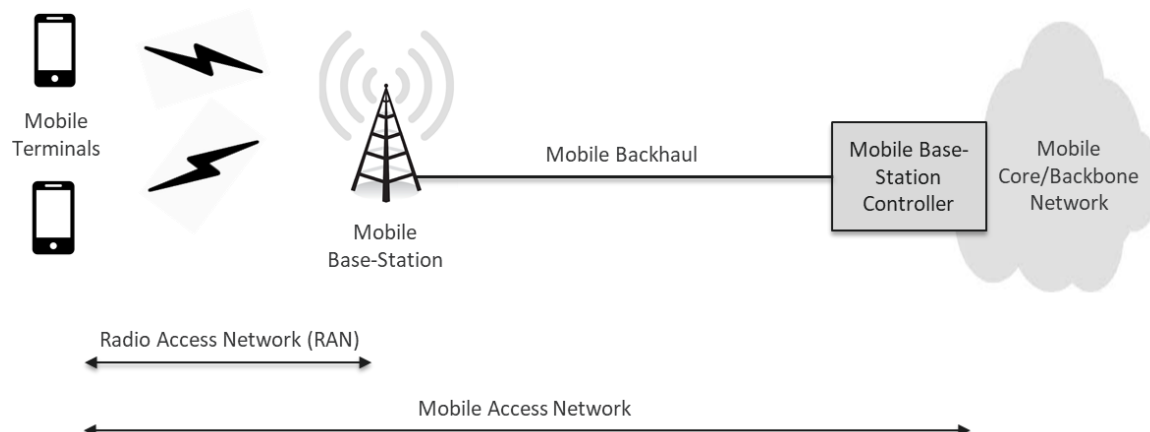 Mobile
Terminals
Mobile
Base-Station
Mobile Backhaul
Mobile Base-
Station
Controller
Mobile
Core/Backbone
Network
Radio Access Network (RAN)
Mobile Access Network